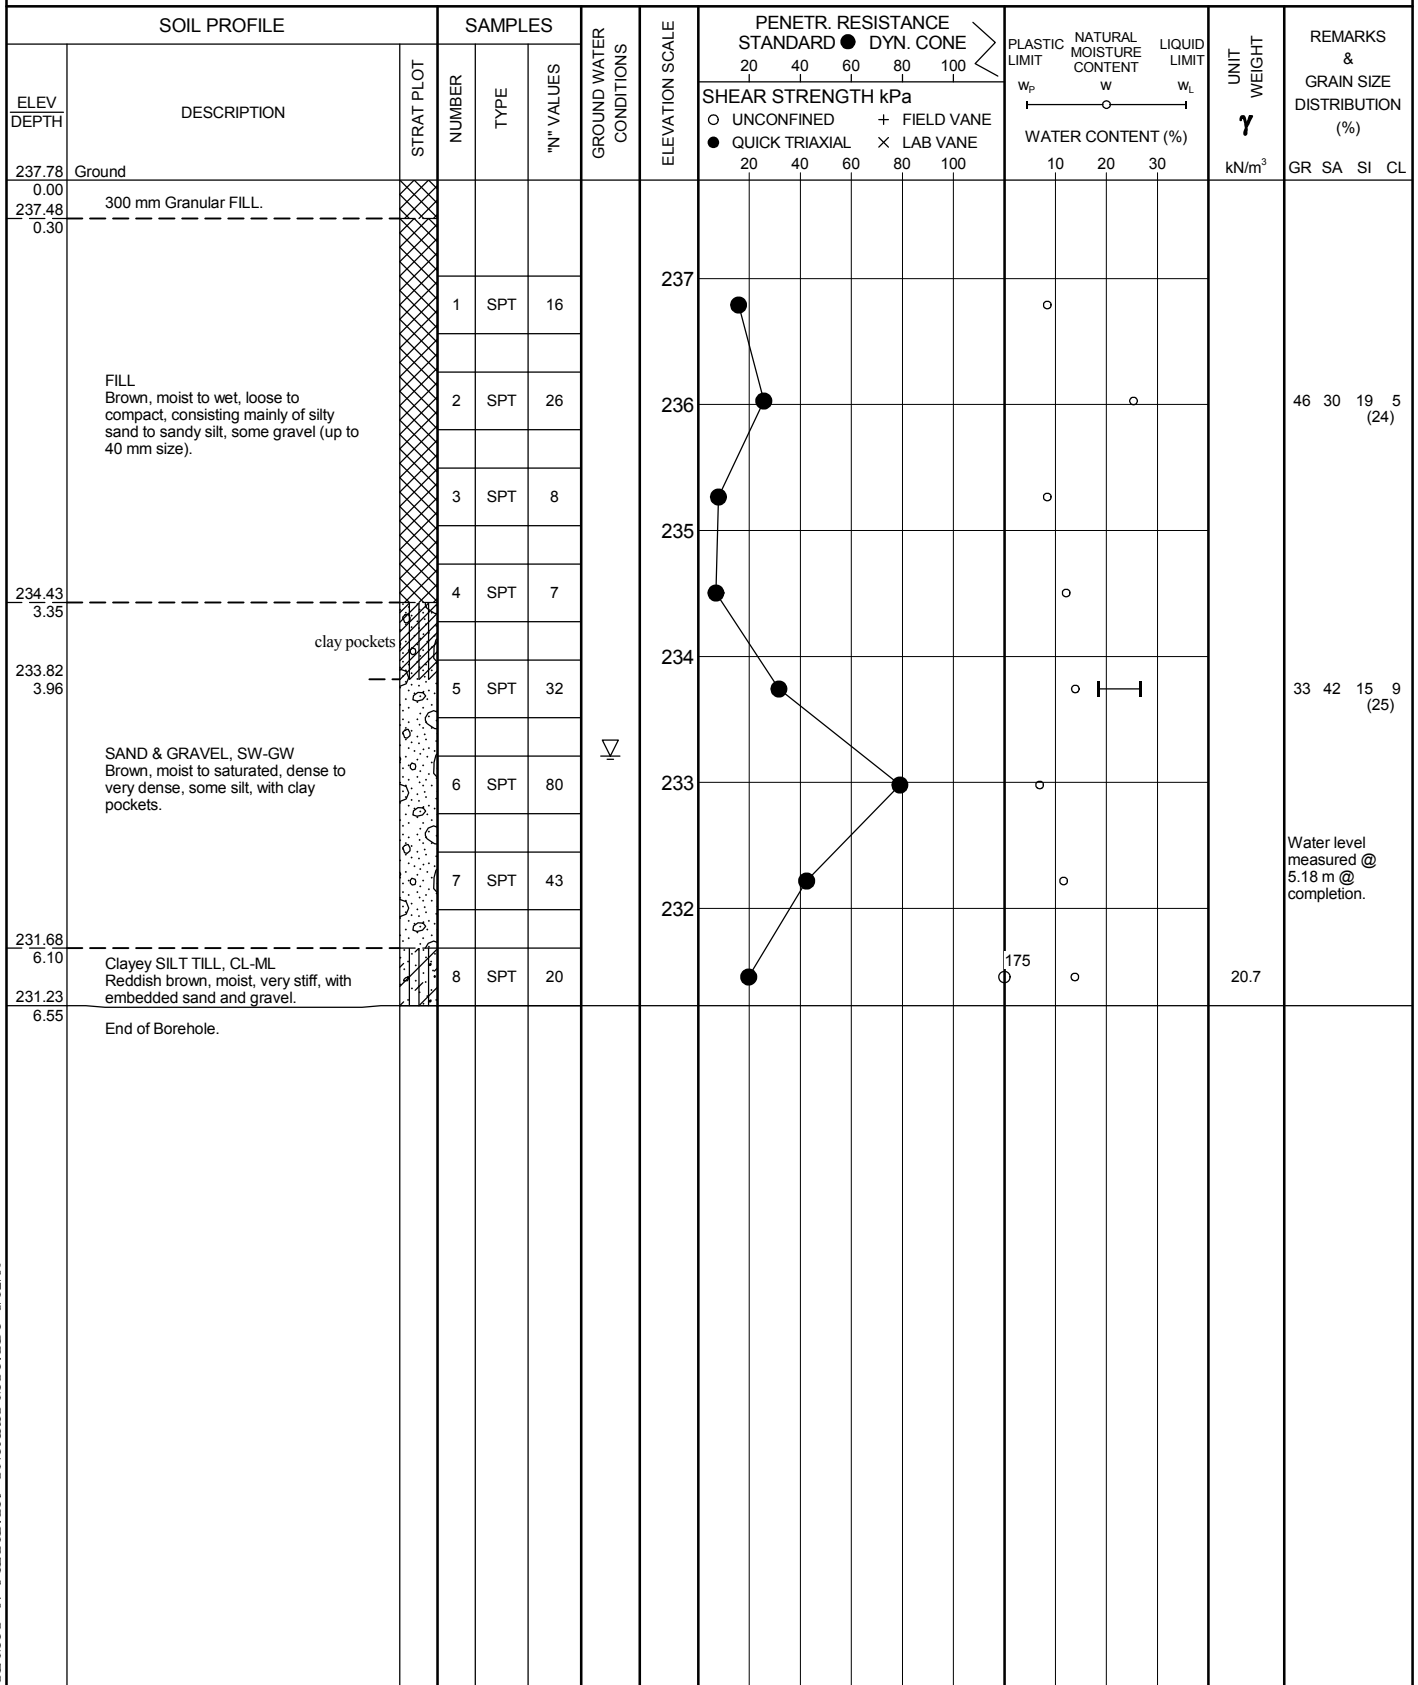 SOIL PROFILE
SAMPLES
GROUND WATER
CONDITIONS
ELEVATION SCALE
PENETR. RESISTANCE
STANDARD ● DYN. CONE
20 40 60 80 100
SHEAR STRENGTH kPa
○ UNCONFINED + FIELD VANE
● QUICK TRIAXIAL × LAB VANE
20 40 60 80 100
PLASTIC
LIMIT
NATURAL
MOISTURE
CONTENT
LIQUID
LIMIT
wP w wL
WATER CONTENT (%)
10 20 30
UNIT
WEIGHT
γ
kN/m³
REMARKS
&
GRAIN SIZE
DISTRIBUTION
(%)
GR SA SI CL
ELEV
DEPTH
DESCRIPTION
STRAT PLOT
NUMBER
TYPE
"N" VALUES
237.78 Ground
0.00
300 mm Granular FILL.
237.48
0.30
237
1 SPT 16
FILL
Brown, moist to wet, loose to
compact, consisting mainly of silty
sand to sandy silt, some gravel (up to
40 mm size).
2 SPT 26
236
46 30 19 5
(24)
3 SPT 8
235
4 SPT 7
234.43
3.35
clay pockets
234
233.82
3.96
5 SPT 32
33 42 15 9
(25)
SAND & GRAVEL, SW-GW
Brown, moist to saturated, dense to
very dense, some silt, with clay
pockets.
6 SPT 80
233
Water level
measured @
5.18 m @
completion.
7 SPT 43
232
231.68
6.10
Clayey SILT TILL, CL-ML
Reddish brown, moist, very stiff, with
embedded sand and gravel.
8 SPT 20
175
20.7
231.23
6.55
End of Borehole.